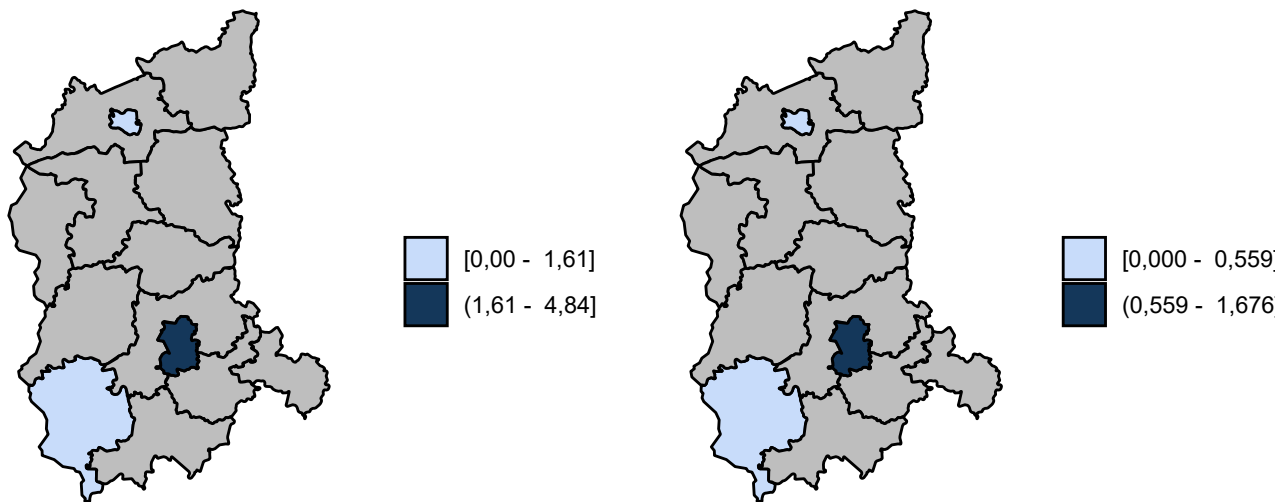 [0,00 - 1,61]
(1,61 - 4,84]
[0,000 - 0,559]
(0,559 - 1,676]